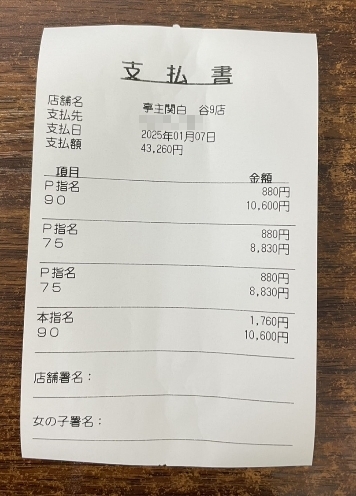 支払書
店舗名 亭主関白 谷9店
支払先
支払日 2025年01月07日
支払額 43,260円
項目 金額
P指名 880円
90 10,600円
P指名 880円
75 8,830円
P指名 880円
75 8,830円
本指名 1,760円
90 10,600円
店舗署名：
女の子署名：